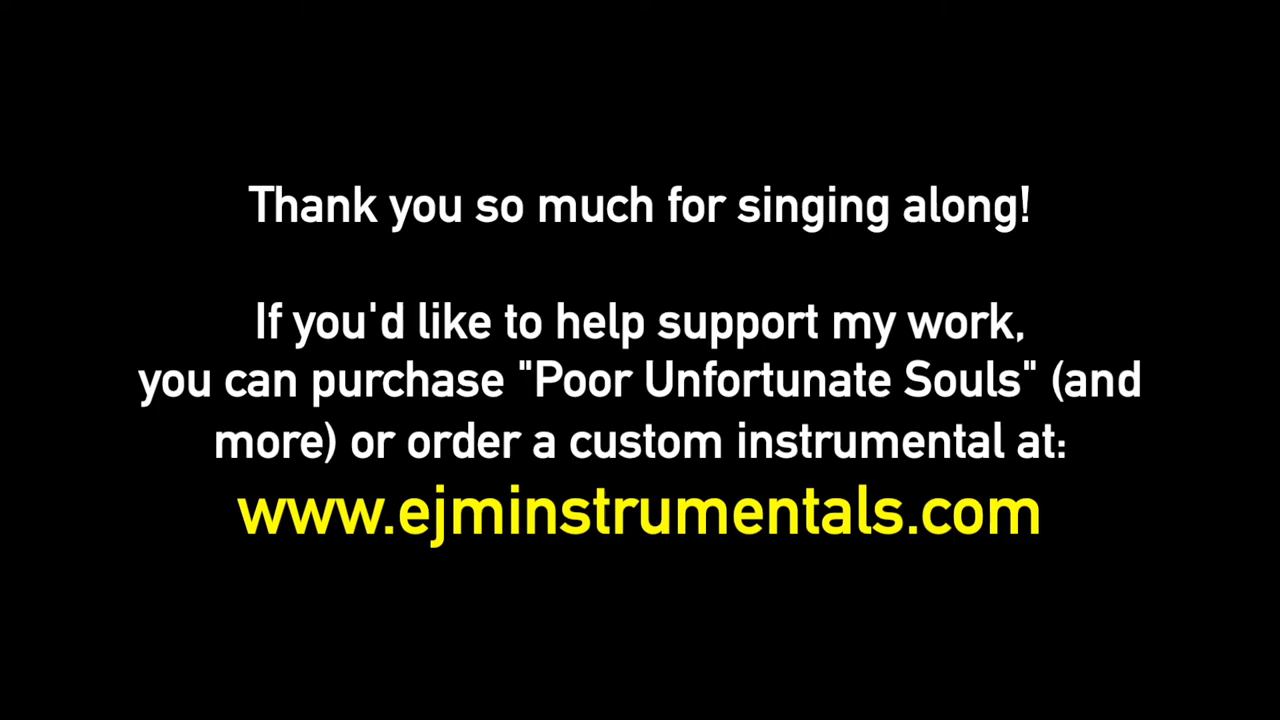 Thank you so much for singing along!
If you'd like to help support my work,
you can purchase "Poor Unfortunate Souls" (and
more) or order a custom instrumental at:
www.ejminstrumentals.com